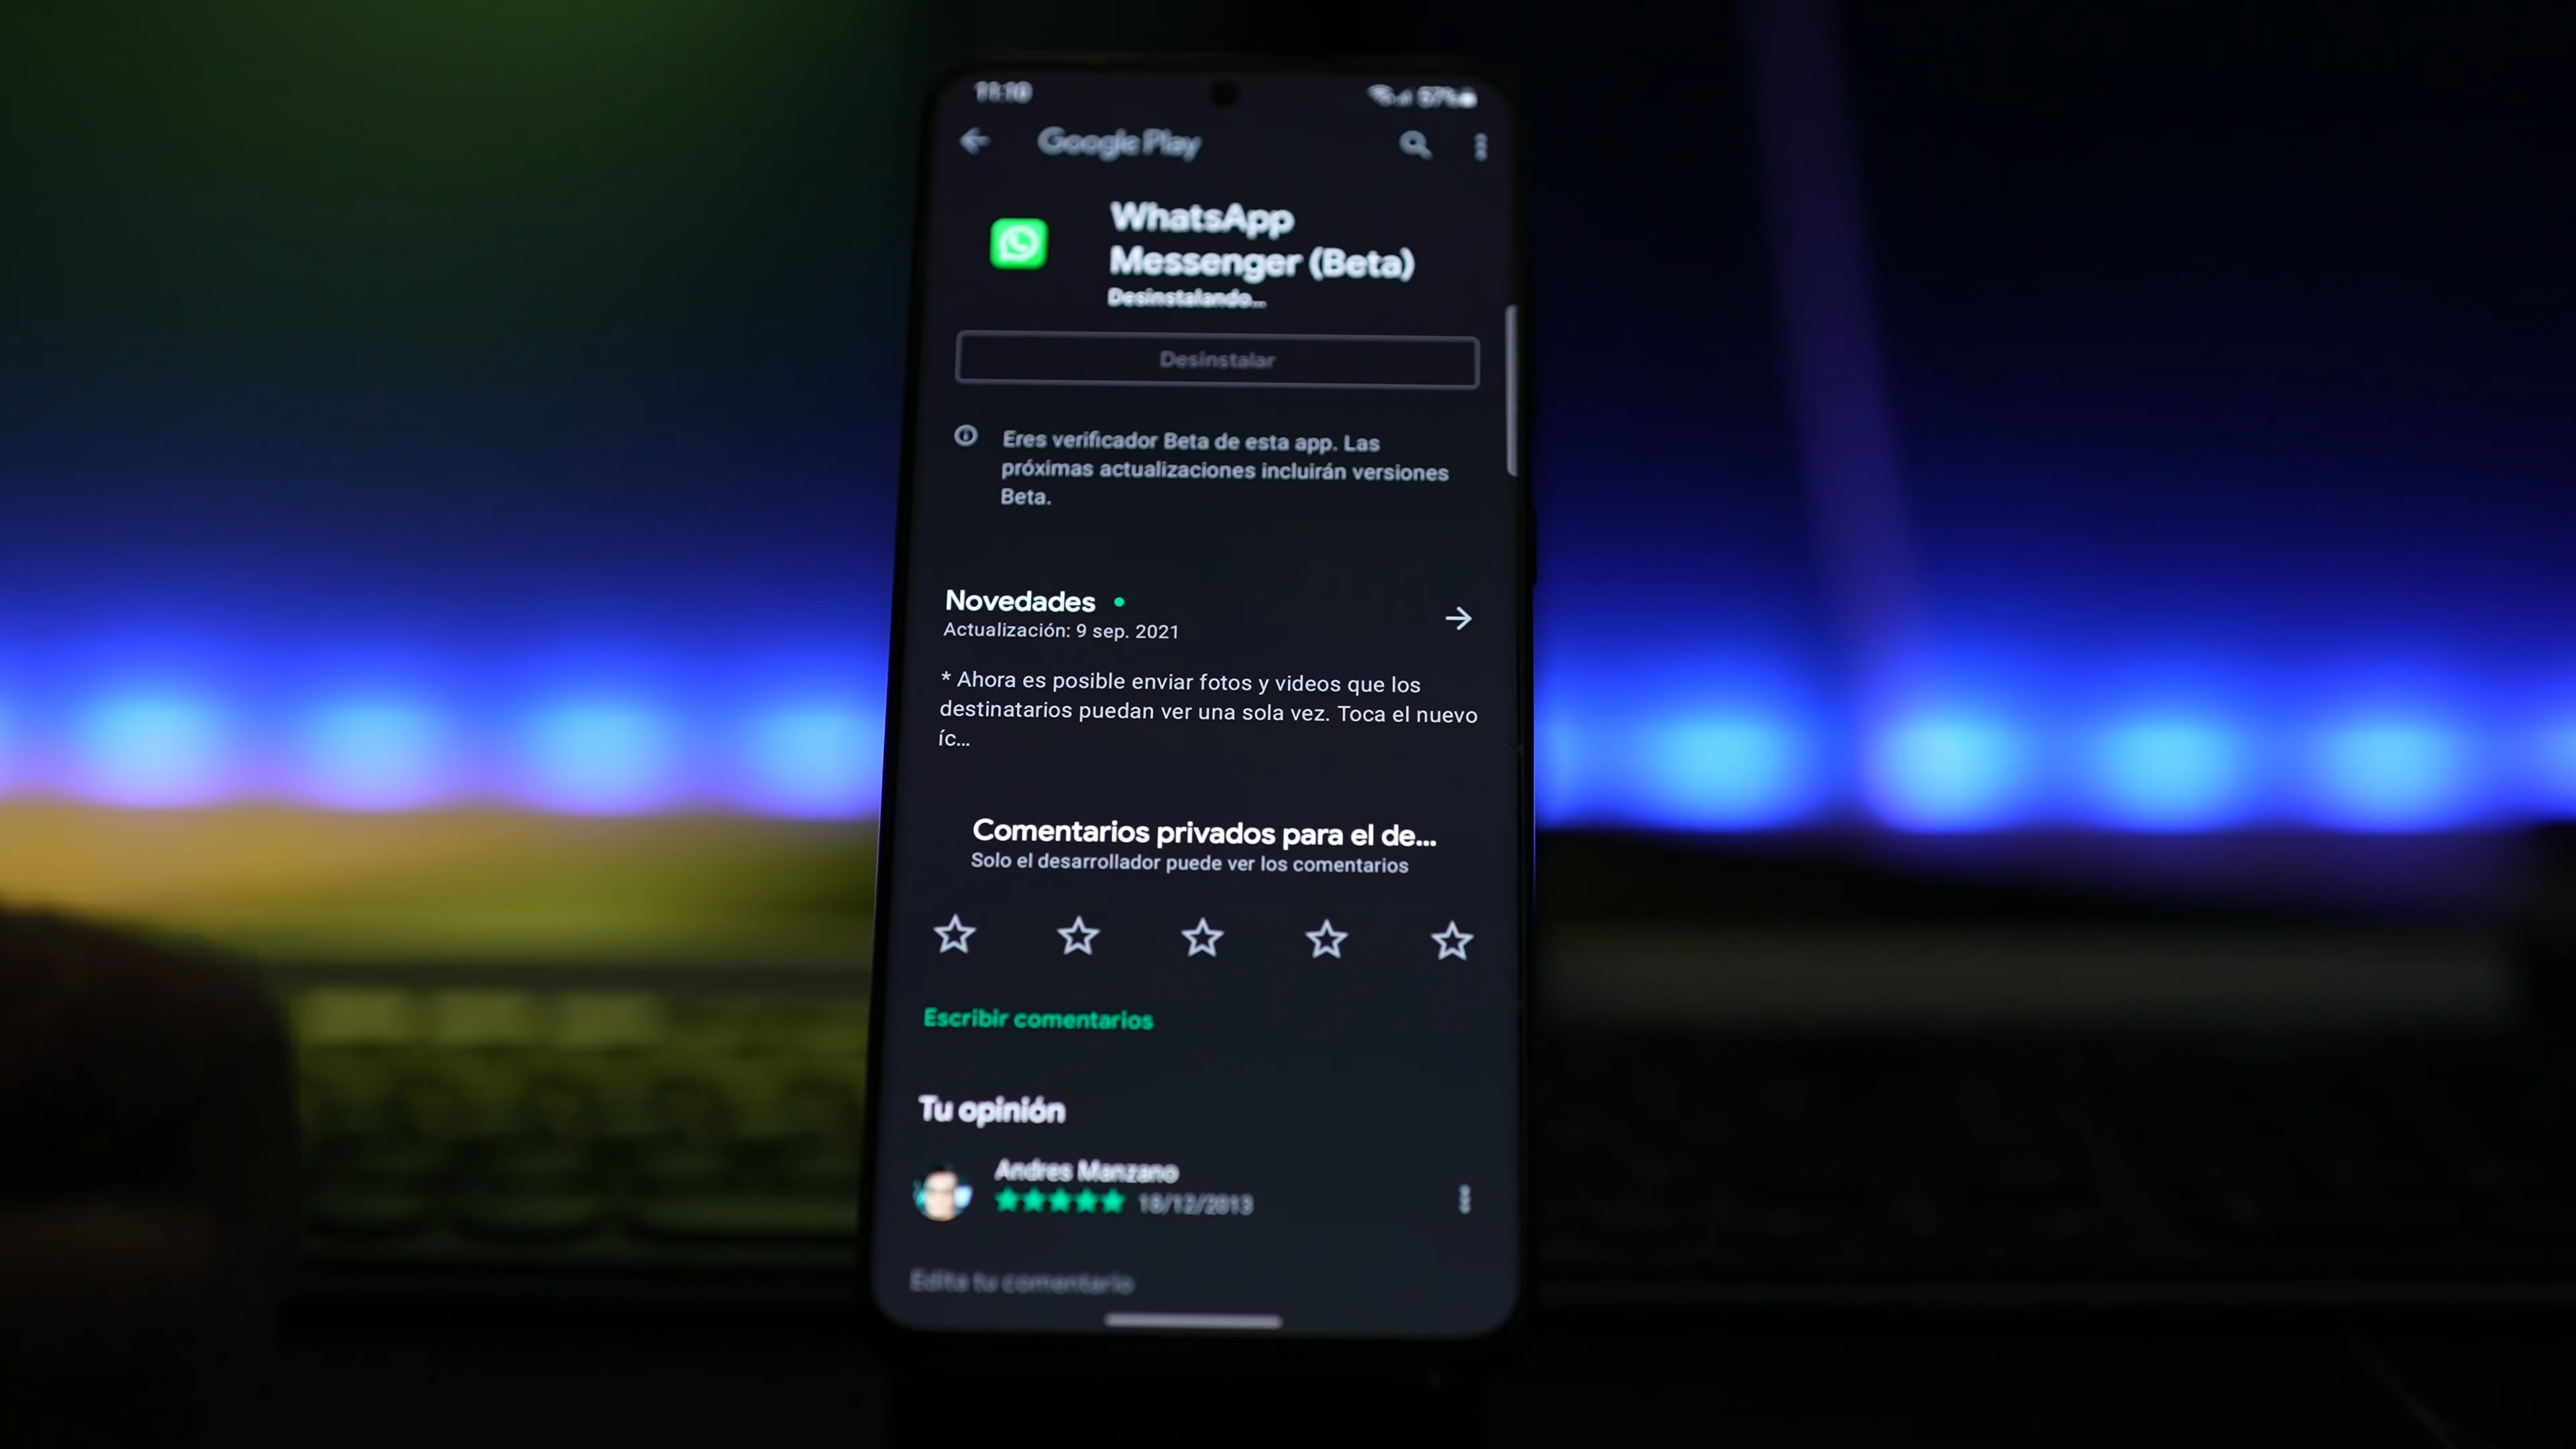 11:10
87%
Google Play
WhatsApp
Messenger (Beta)
Desinstalando...
Desinstalar
Eres verificador Beta de esta app. Las
próximas actualizaciones incluirán versiones
Beta.
Novedades
Actualización: 9 sep. 2021
* Ahora es posible enviar fotos y videos que los
destinatarios puedan ver una sola vez. Toca el nuevo
íc...
Comentarios privados para el de...
Solo el desarrollador puede ver los comentarios
Escribir comentarios
Tu opinión
Andres Manzano
18/12/2013
Edita tu comentario